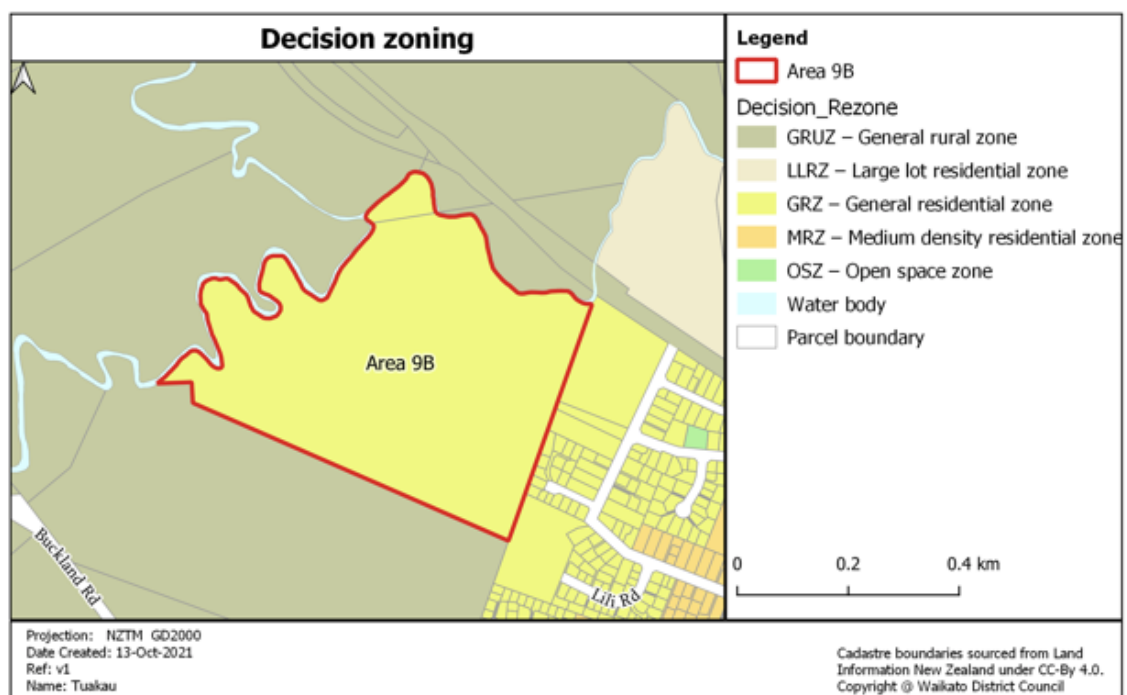 Decision zoning
Area 9B
Buckland Rd
Lili Rd
Legend
Area 9B
Decision_Rezone
GRUZ – General rural zone
LLRZ – Large lot residential zone
GRZ – General residential zone
MRZ – Medium density residential zone
OSZ – Open space zone
Water body
Parcel boundary
0 0.2 0.4 km
Projection: NZTM GD2000
Date Created: 13-Oct-2021
Ref: v1
Name: Tuakau
Cadastre boundaries sourced from Land
Information New Zealand under CC-By 4.0.
Copyright @ Waikato District Council